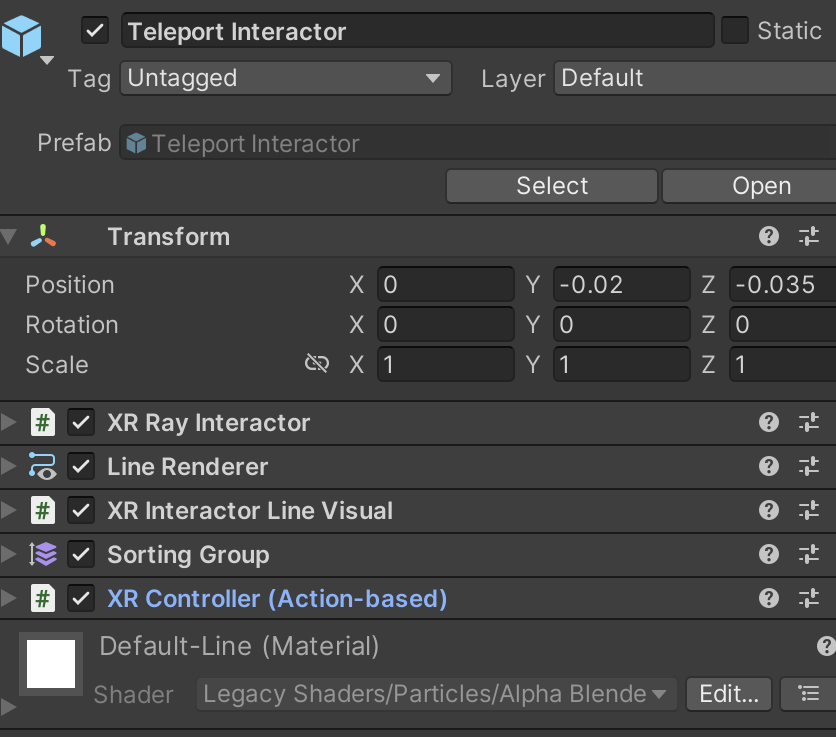 Teleport Interactor Static
Tag Untagged Layer Default
Prefab Teleport Interactor
Select Open
Transform
Position X 0 Y -0.02 Z -0.035
Rotation X 0 Y 0 Z 0
Scale X 1 Y 1 Z 1
# XR Ray Interactor
Line Renderer
# XR Interactor Line Visual
Sorting Group
# XR Controller (Action-based)
Default-Line (Material)
Shader Legacy Shaders/Particles/Alpha Blende Edit...